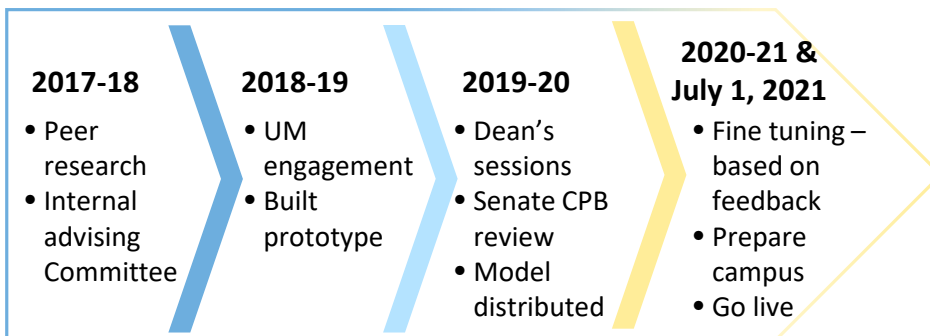 2017-18
• Peer
research
• Internal
advising
Committee
2018-19
• UM
engagement
• Built
prototype
2019-20
• Dean’s
sessions
• Senate CPB
review
• Model
distributed
2020-21 &
July 1, 2021
• Fine tuning –
based on
feedback
• Prepare
campus
• Go live